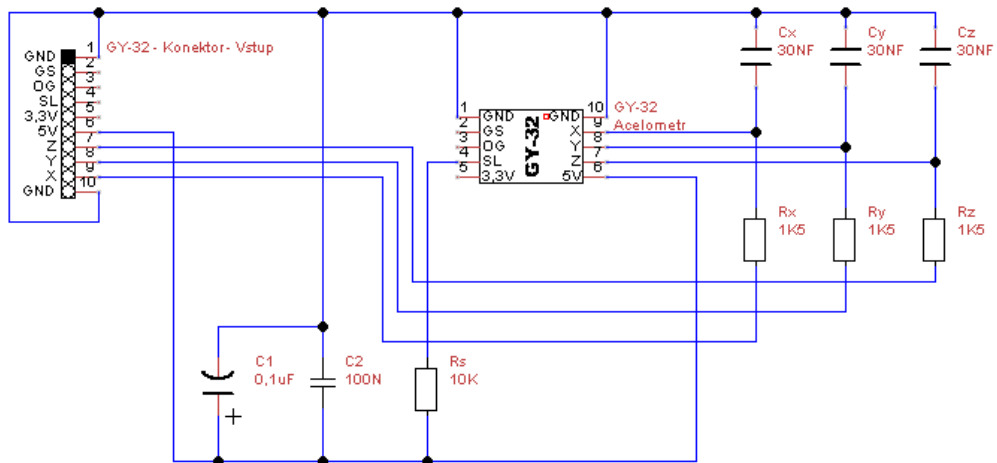 GY-32 - Konektor- Vstup
GND 1
GS 2
OG 3
SL 4
3,3V 5
5V 6
Z 7
Y 8
X 9
GND 10
1 GND
2 GS
3 OG
4 SL
5 3,3V
GY-32
GND 10
X 9
Y 8
Z 7
5V 6
GY-32
Acelometr
Cx
30NF
Cy
30NF
Cz
30NF
Rx
1K5
Ry
1K5
Rz
1K5
C1
0,1uF
+
C2
100N
Rs
10K